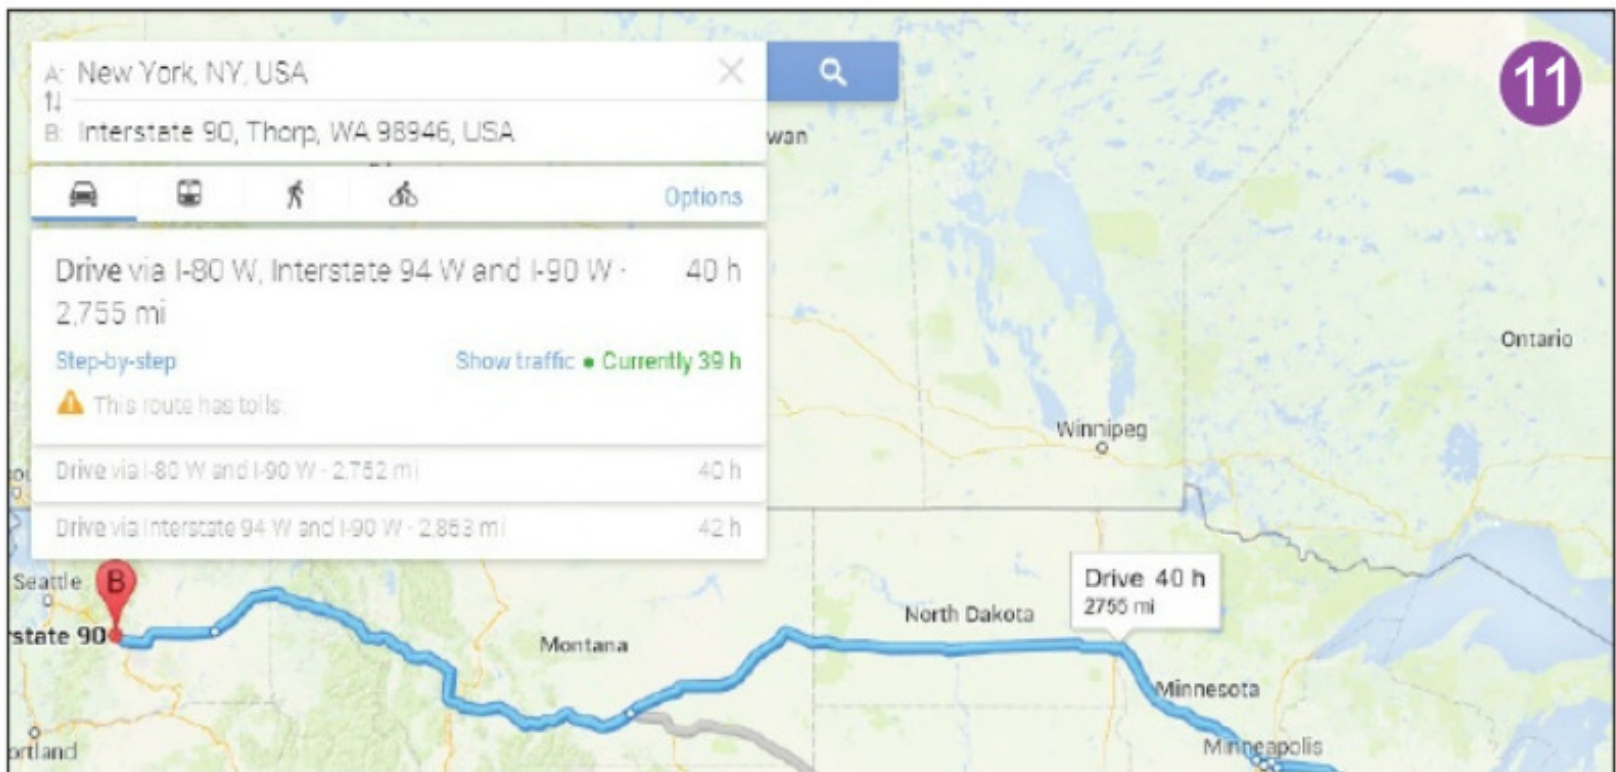 A: New York, NY, USA
B: Interstate 90, Thorp, WA 98946, USA
11
wan
Options
Drive via I-80 W, Interstate 94 W and I-90 W · 40 h
2,755 mi
Step-by-step Show traffic • Currently 39 h
This route has tolls.
Drive via I-80 W and I-90 W - 2,752 mi 40 h
Drive via Interstate 94 W and I-90 W - 2,853 mi 42 h
Ontario
Winnipeg
Seattle
B
Drive 40 h
2755 mi
rstate 90
North Dakota
Montana
Minnesota
Minneapolis
ortland